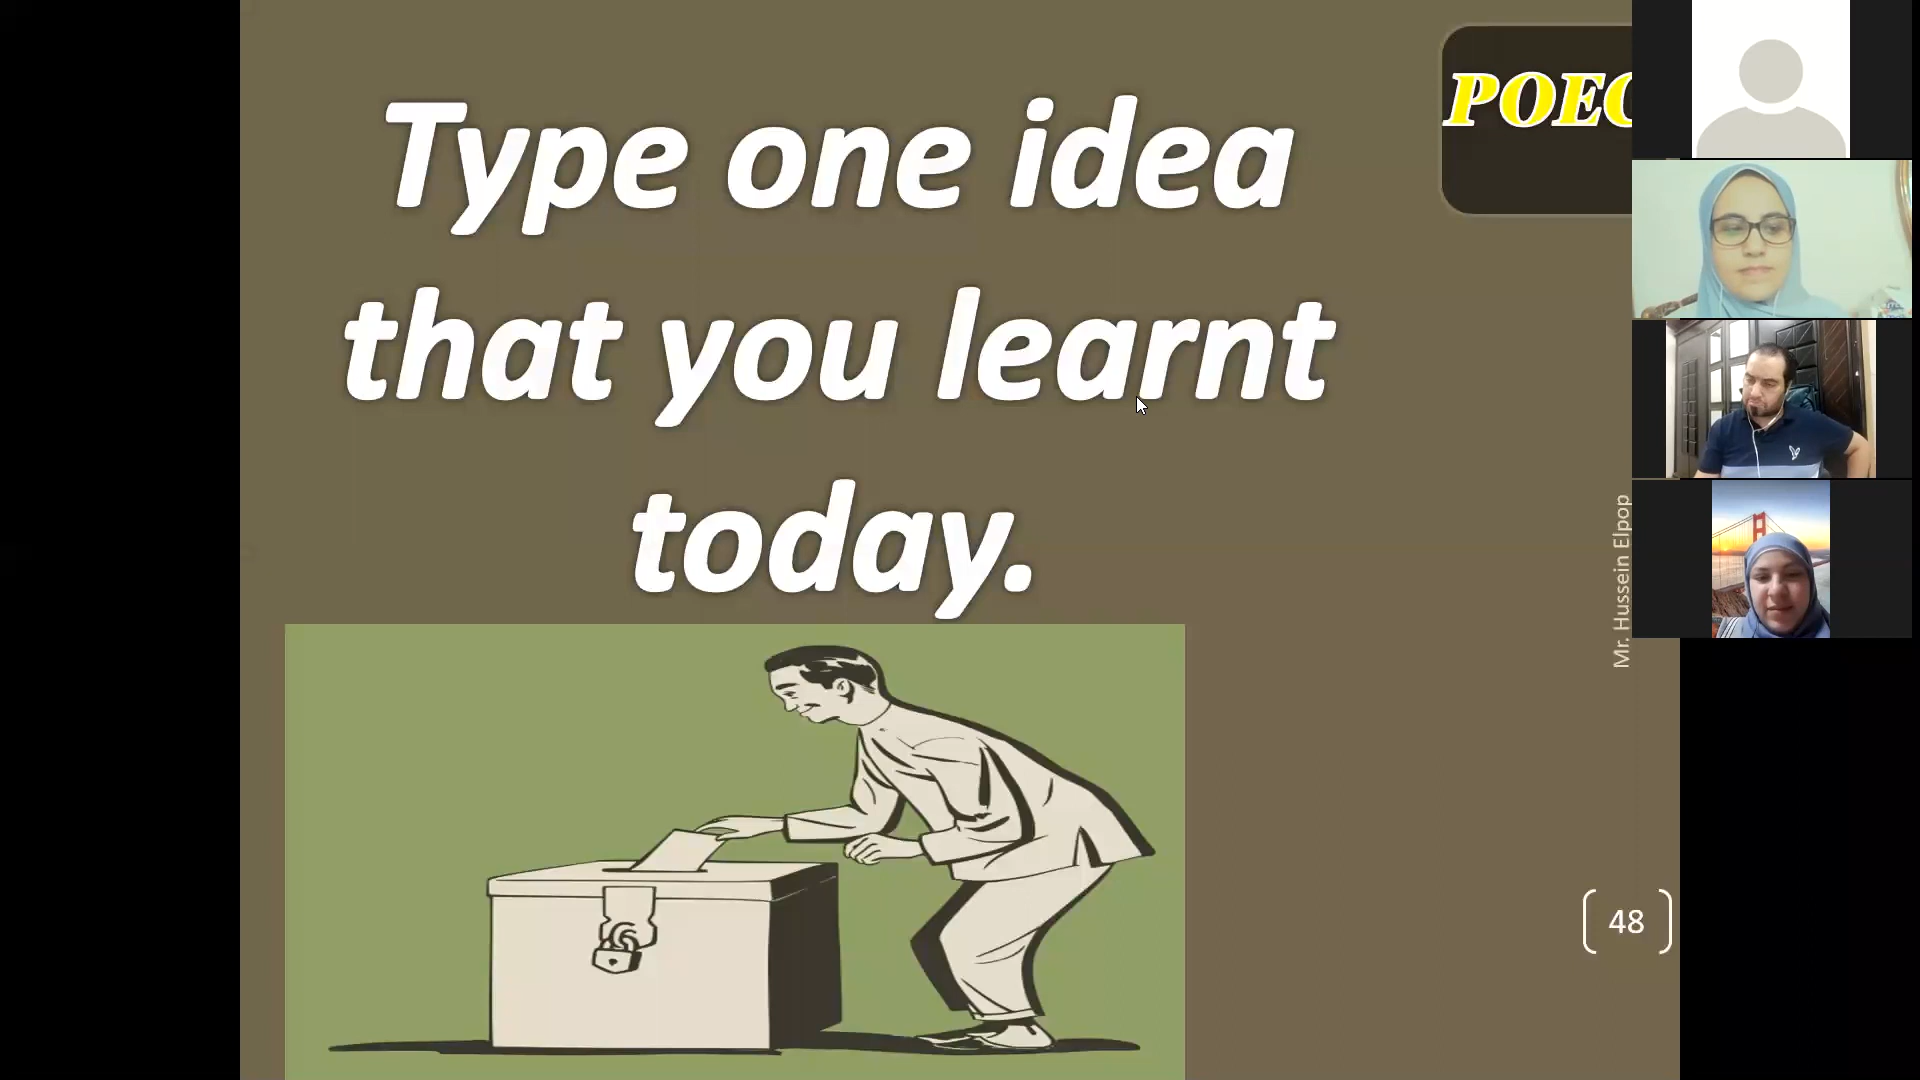 Type one idea
that you learnt
today.
POEC
Mr. Hussein Elpop
48